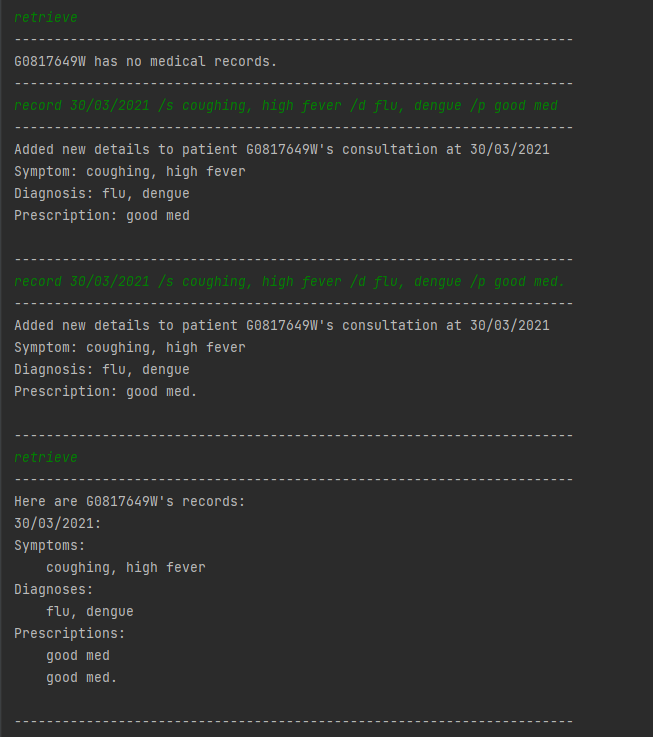 retrieve
----------------------------------------------------------------------
G0817649W has no medical records.
----------------------------------------------------------------------
record 30/03/2021 /s coughing, high fever /d flu, dengue /p good med
----------------------------------------------------------------------
Added new details to patient G0817649W's consultation at 30/03/2021
Symptom: coughing, high fever
Diagnosis: flu, dengue
Prescription: good med
----------------------------------------------------------------------
record 30/03/2021 /s coughing, high fever /d flu, dengue /p good med.
----------------------------------------------------------------------
Added new details to patient G0817649W's consultation at 30/03/2021
Symptom: coughing, high fever
Diagnosis: flu, dengue
Prescription: good med.
----------------------------------------------------------------------
retrieve
----------------------------------------------------------------------
Here are G0817649W's records:
30/03/2021:
Symptoms:
    coughing, high fever
Diagnoses:
    flu, dengue
Prescriptions:
    good med
    good med.
----------------------------------------------------------------------